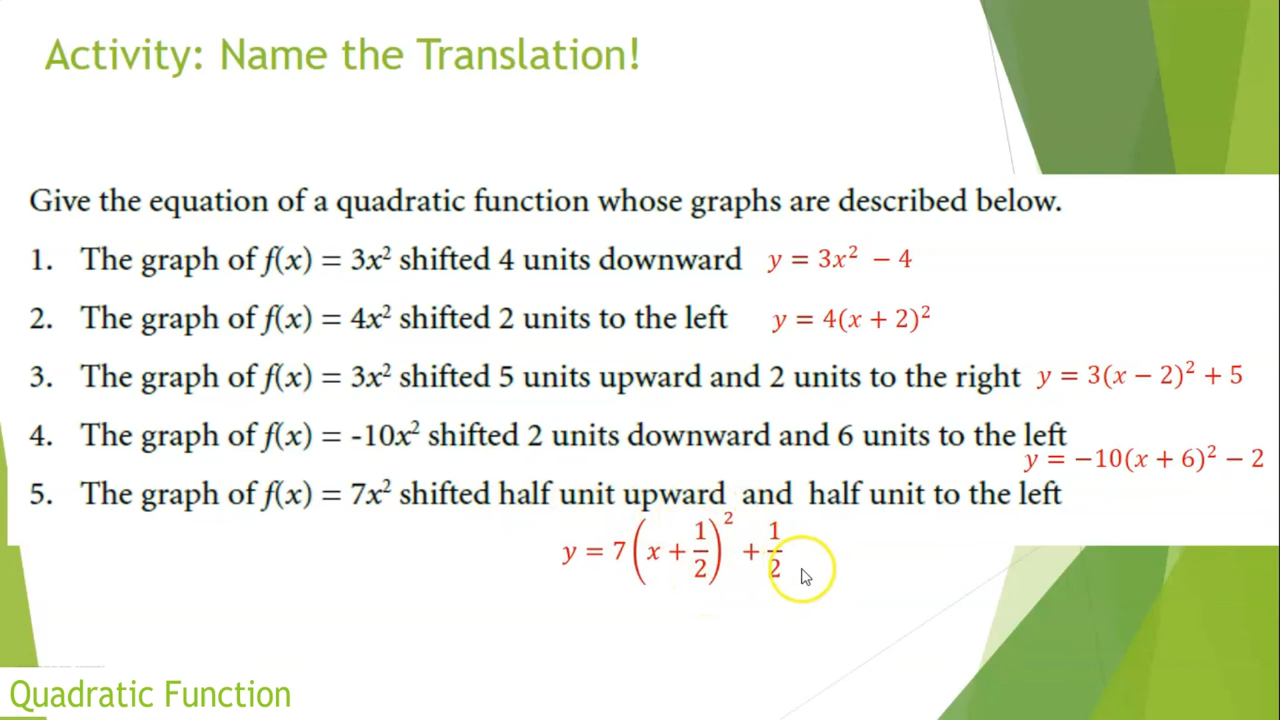 Activity: Name the Translation!
Give the equation of a quadratic function whose graphs are described below.
1. The graph of f(x) = 3x² shifted 4 units downward y = 3x² − 4
2. The graph of f(x) = 4x² shifted 2 units to the left y = 4(x + 2)²
3. The graph of f(x) = 3x² shifted 5 units upward and 2 units to the right y = 3(x − 2)² + 5
4. The graph of f(x) = -10x² shifted 2 units downward and 6 units to the left
y = −10(x + 6)² − 2
5. The graph of f(x) = 7x² shifted half unit upward and half unit to the left
y = 7(x + 1/2)² + 1/2
Quadratic Function